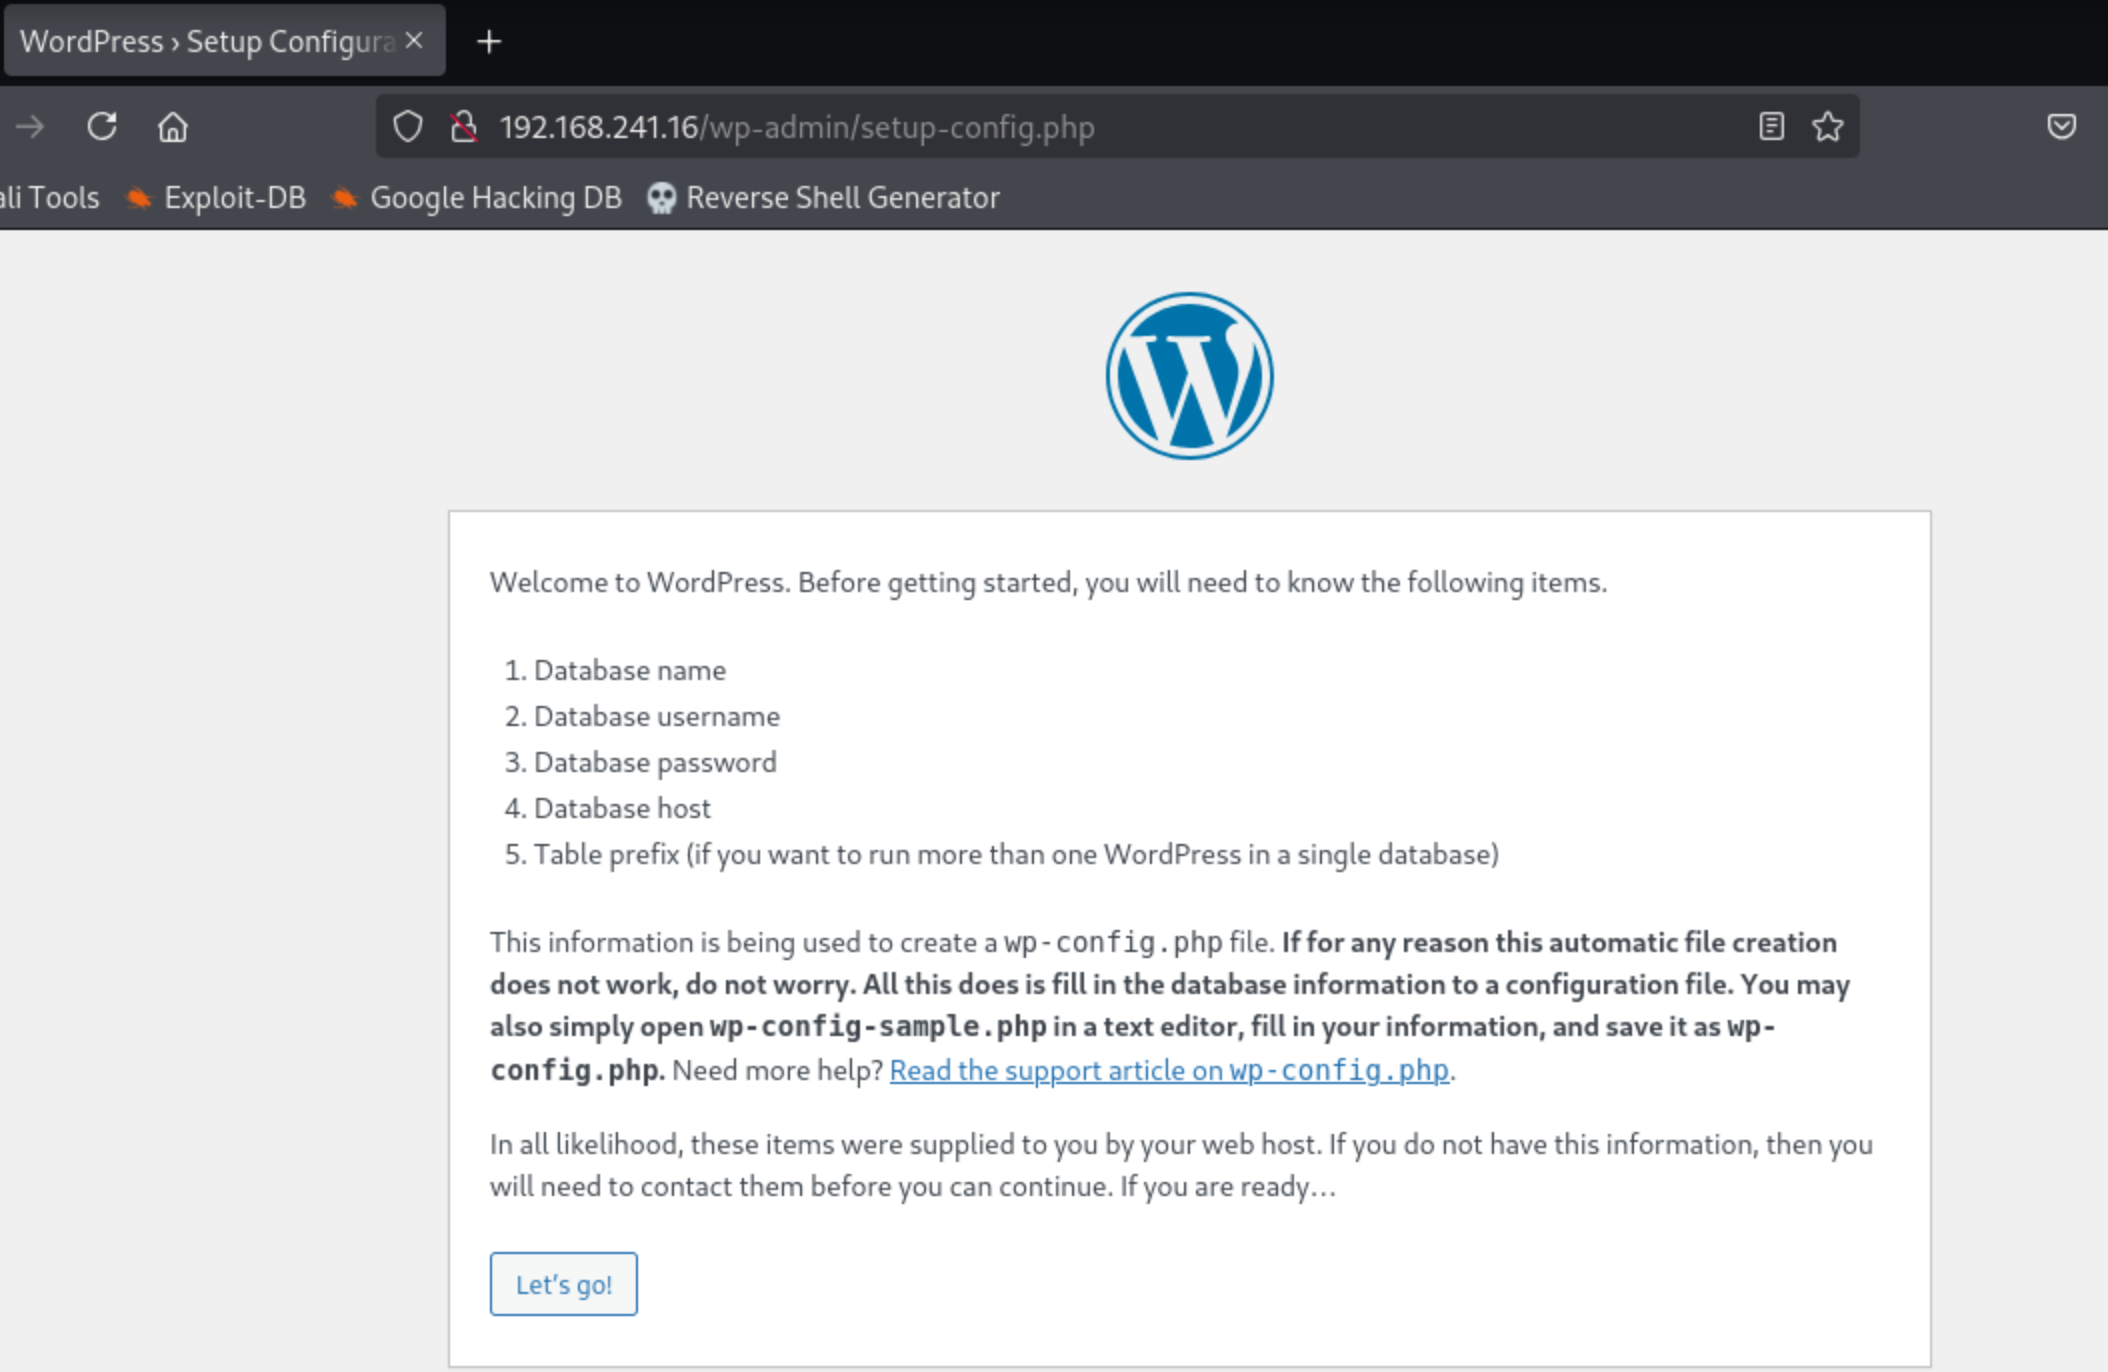 WordPress › Setup Configura
192.168.241.16/wp-admin/setup-config.php
ali Tools Exploit-DB Google Hacking DB Reverse Shell Generator
Welcome to WordPress. Before getting started, you will need to know the following items.
1. Database name
2. Database username
3. Database password
4. Database host
5. Table prefix (if you want to run more than one WordPress in a single database)
This information is being used to create a wp-config.php file. If for any reason this automatic file creation
does not work, do not worry. All this does is fill in the database information to a configuration file. You may
also simply open wp-config-sample.php in a text editor, fill in your information, and save it as wp-
config.php. Need more help? Read the support article on wp-config.php.
In all likelihood, these items were supplied to you by your web host. If you do not have this information, then you
will need to contact them before you can continue. If you are ready…
Let’s go!